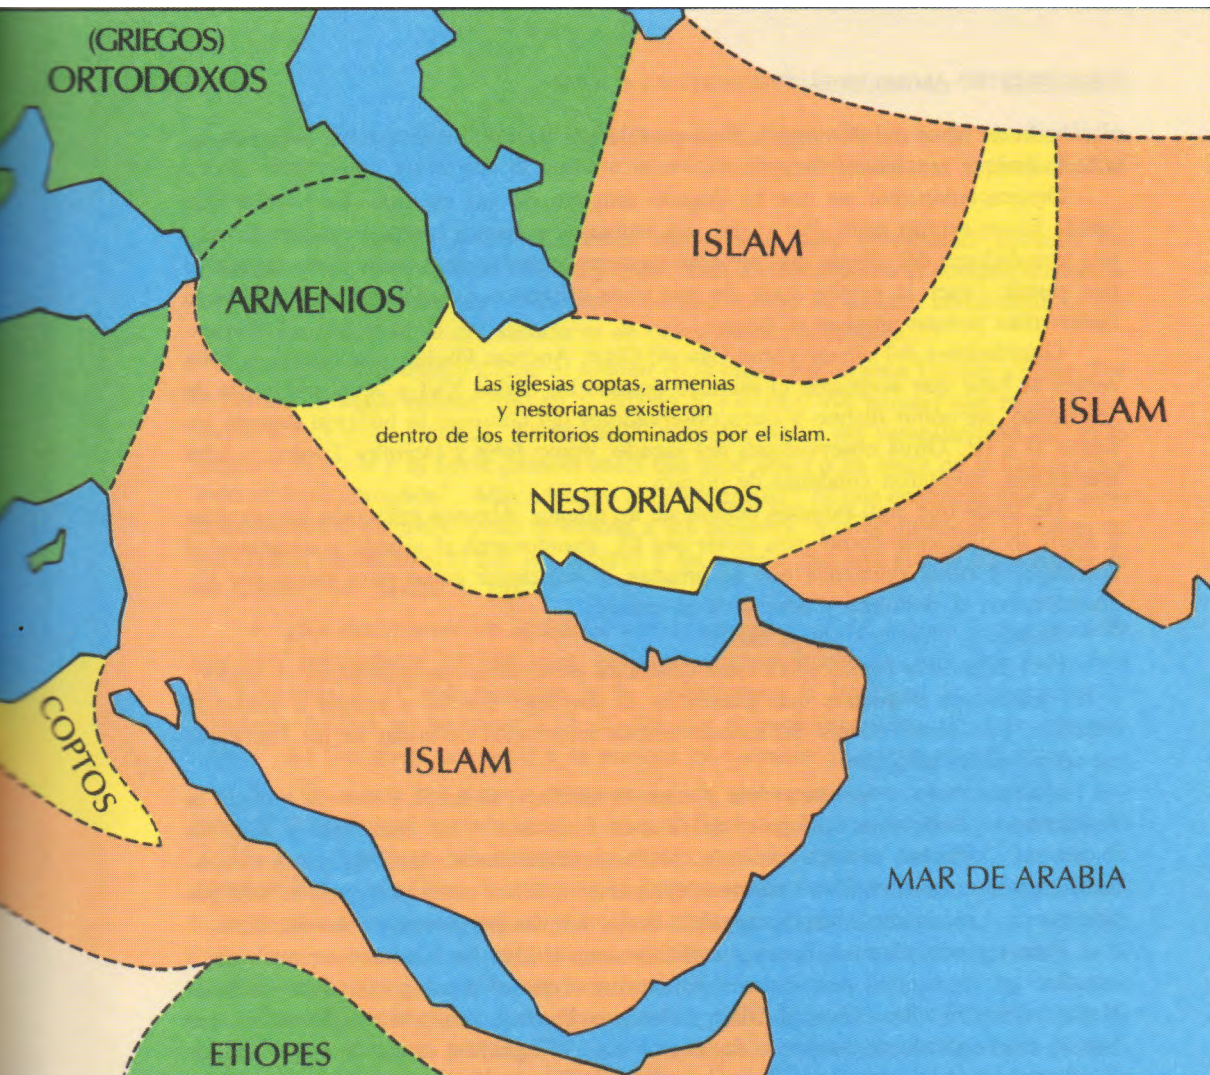 (GRIEGOS)
ORTODOXOS
ISLAM
ARMENIOS
Las iglesias coptas, armenias
y nestorianas existieron
dentro de los territorios dominados por el islam.
ISLAM
NESTORIANOS
COPTOS
ISLAM
MAR DE ARABIA
ETIOPES